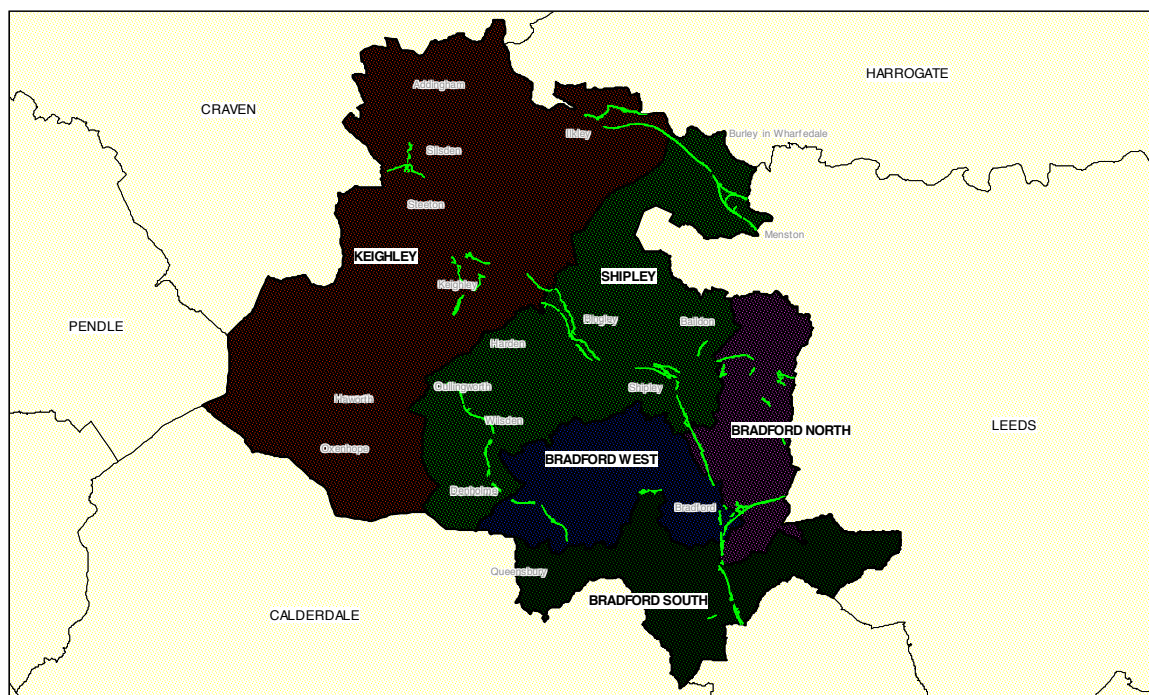 HARROGATE
Addingham
CRAVEN
Ilkley
Burley in Wharfedale
Silsden
Steeton
Menston
KEIGHLEY
SHIPLEY
Keighley
Bingley
Baildon
PENDLE
Harden
Cullingworth
Shipley
Haworth
Wilsden
BRADFORD NORTH
LEEDS
Oxenhope
BRADFORD WEST
Denholme
Bradford
Queensbury
BRADFORD SOUTH
CALDERDALE